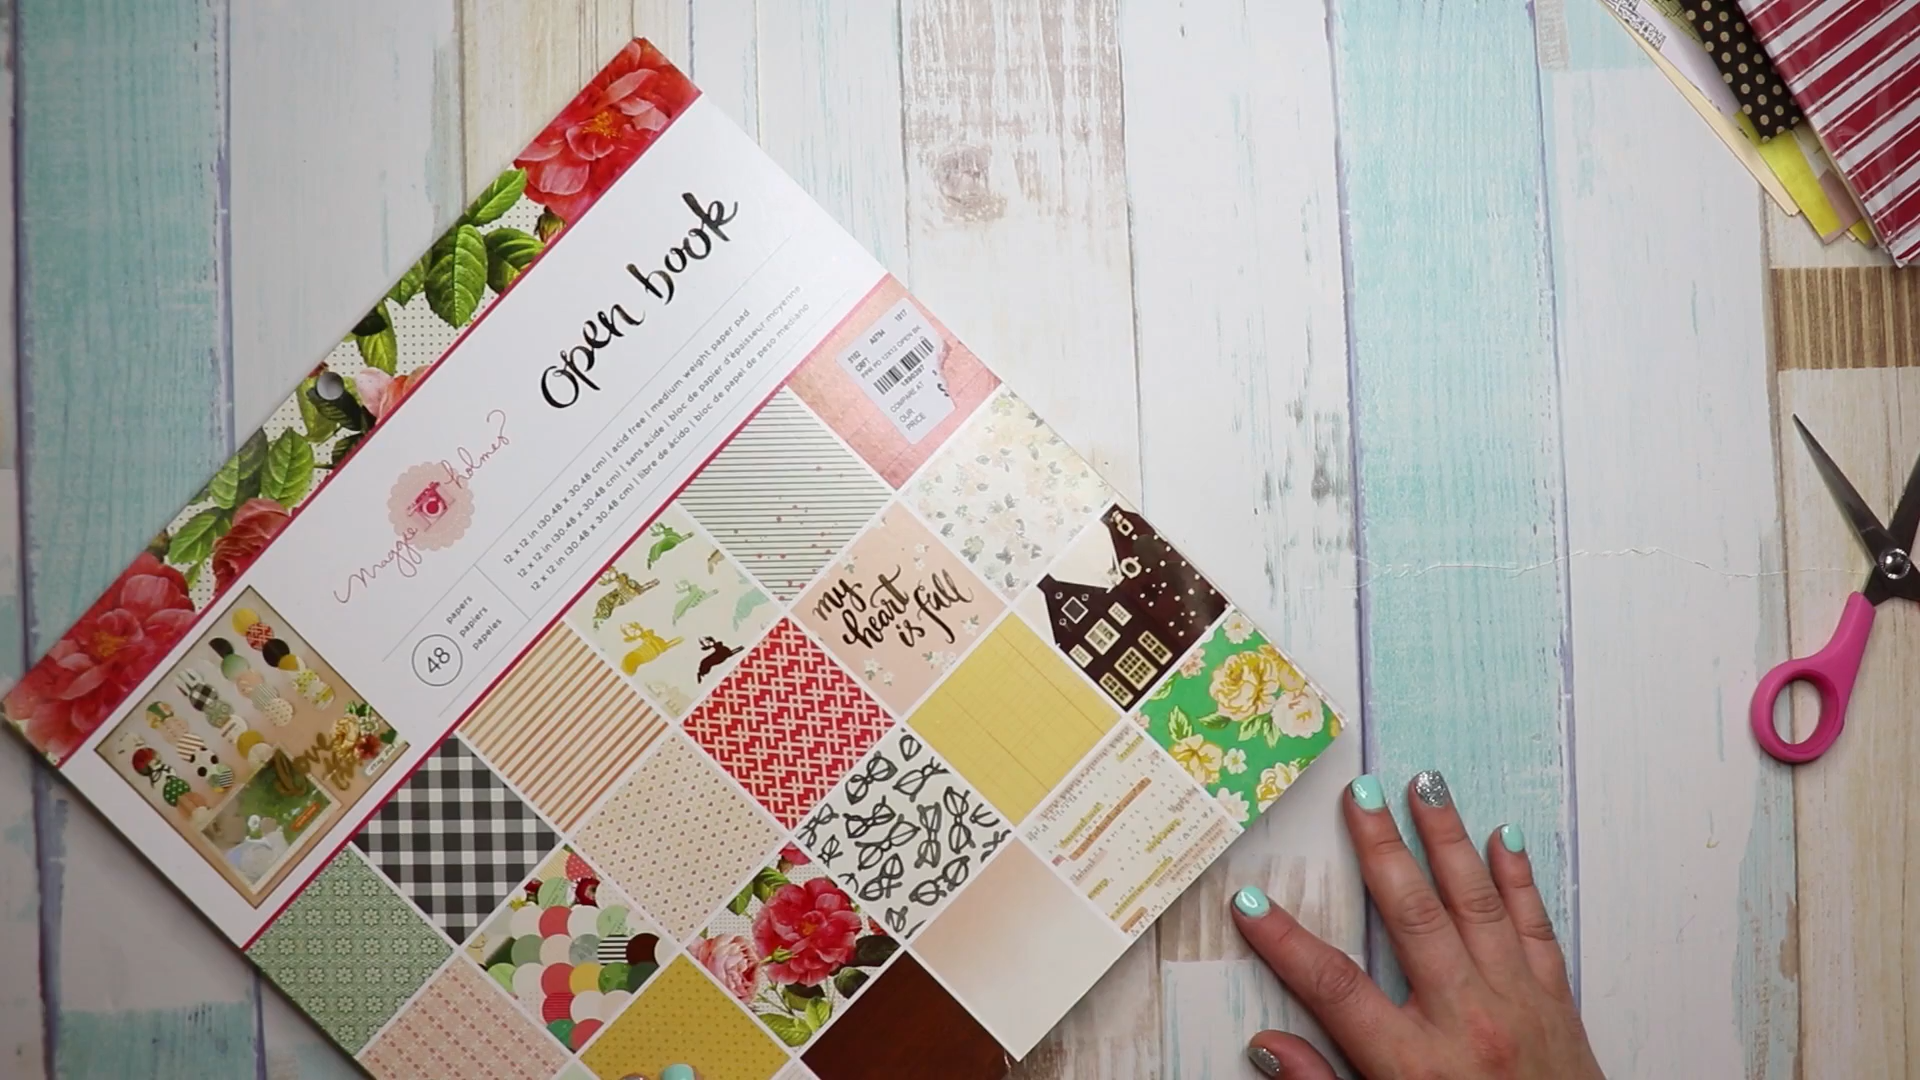 open book
maggie holmes
12 x 12 in (30.48 x 30.48 cm) | acid free | medium weight paper pad
12 x 12 in (30.48 x 30.48 cm) | sans acide | bloc de papier d'épaisseur moyenne
12 x 12 in (30.48 x 30.48 cm) | libre de ácido | bloc de papel de peso mediano
48
papers
papiers
papeles
1017
COMPARE AT
OUR
PRICE
$
my
heart
is full
love